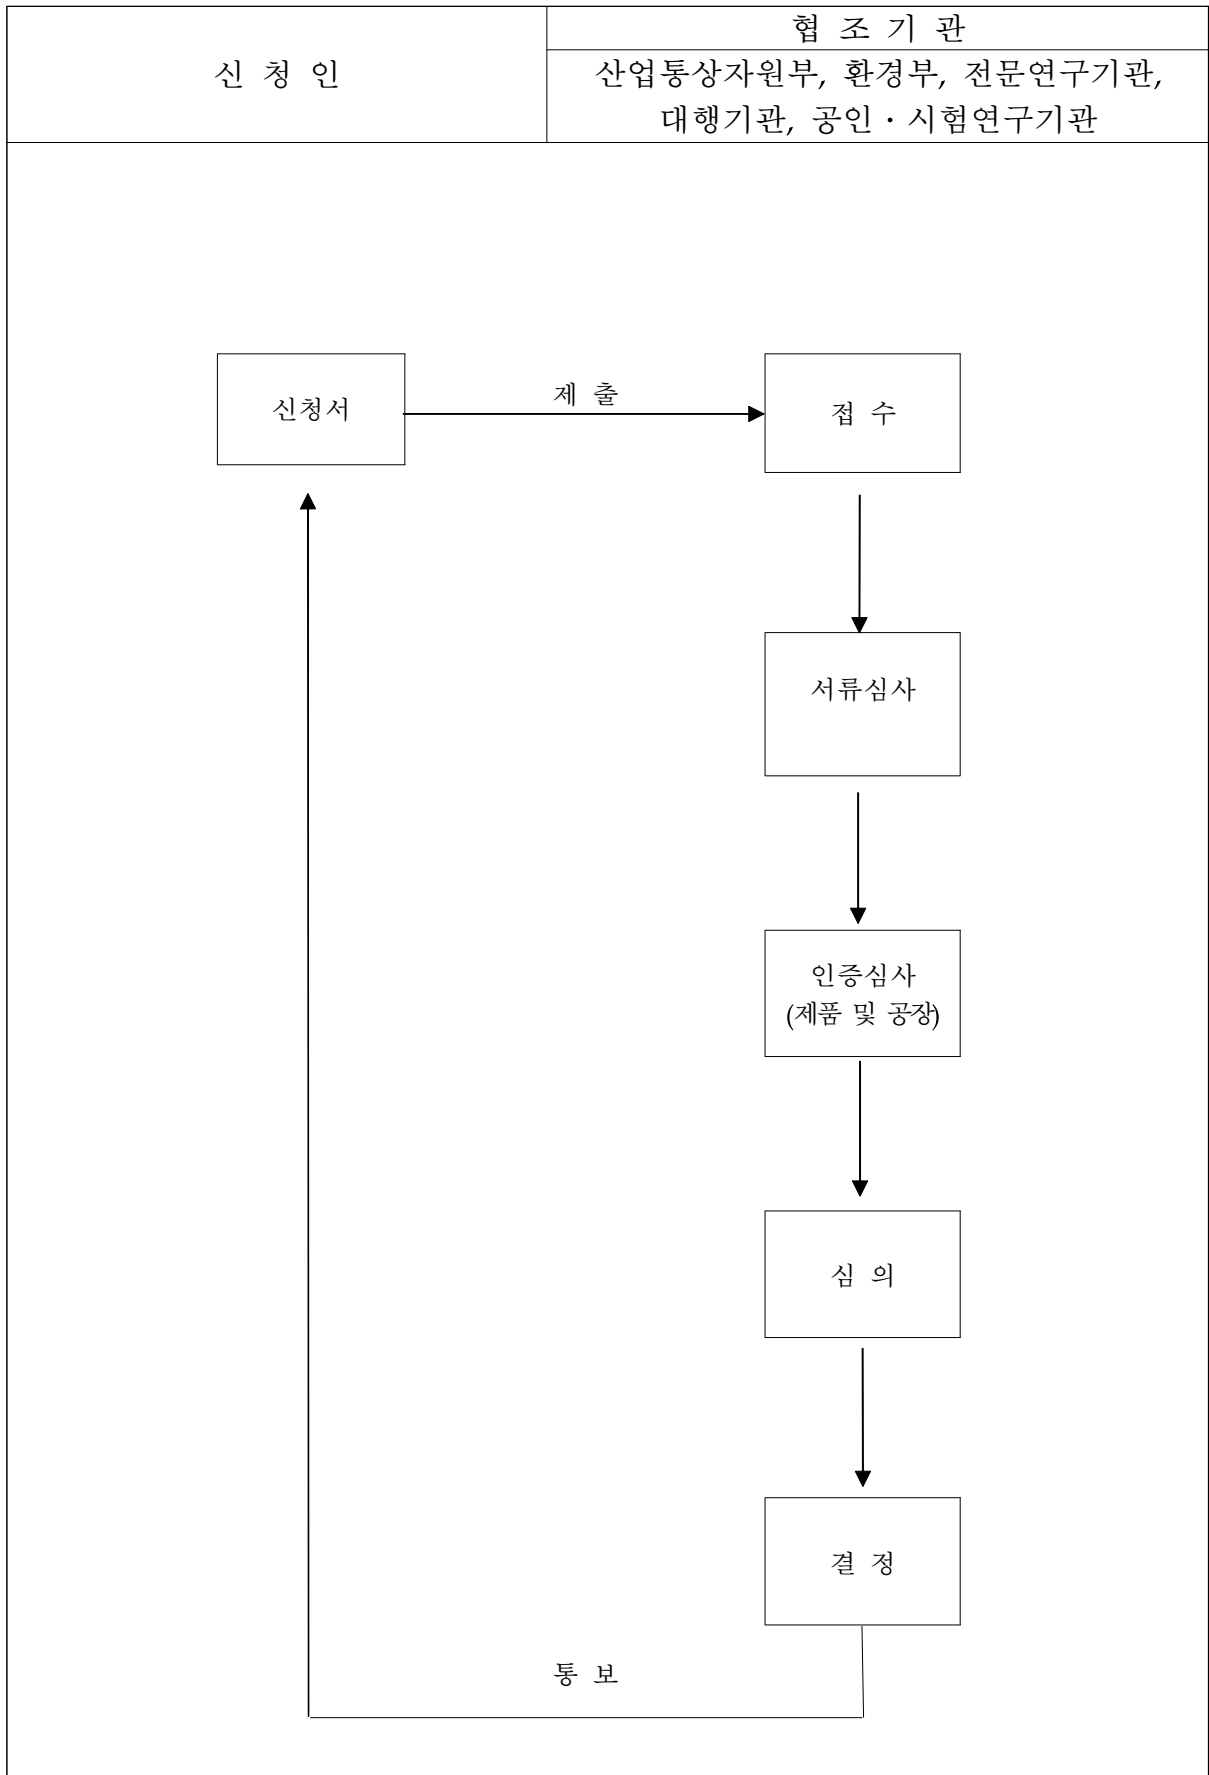 신 청 인
협 조 기 관
산업통상자원부, 환경부, 전문연구기관,
대행기관, 공인ㆍ시험연구기관
신청서
제 출
접 수
서류심사
인증심사
(제품 및 공장)
심 의
결 정
통 보